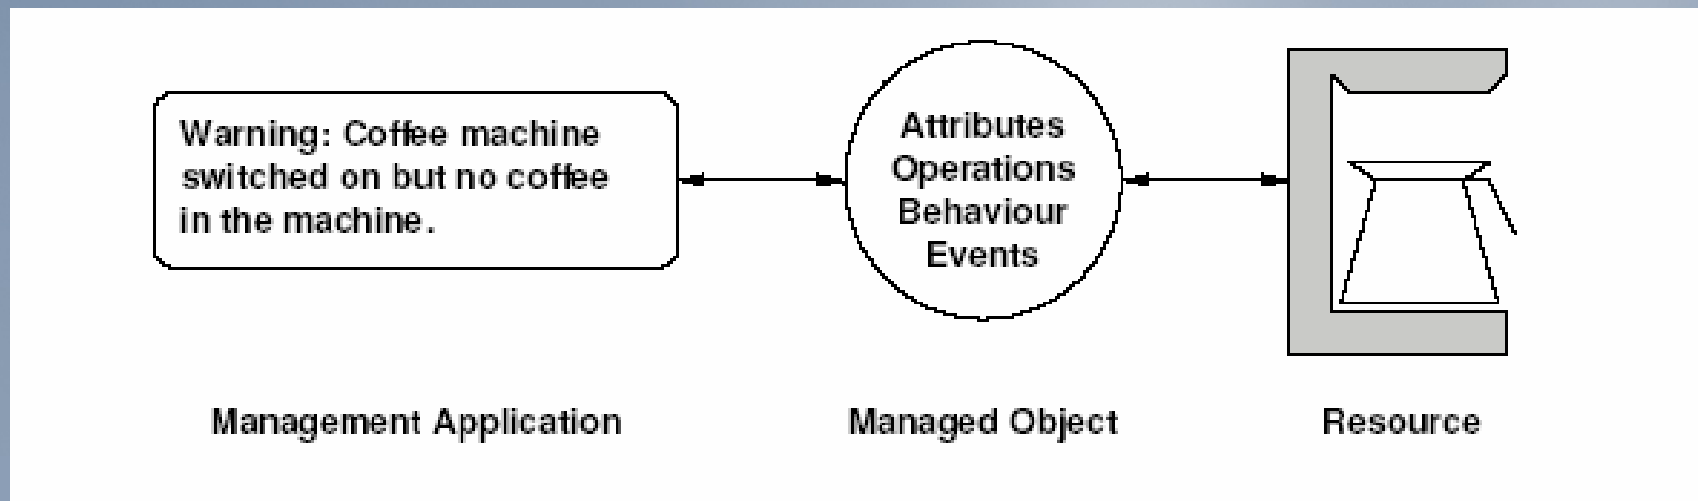 Warning: Coffee machine
switched on but no coffee
in the machine.
Attributes
Operations
Behaviour
Events
Management Application
Managed Object
Resource